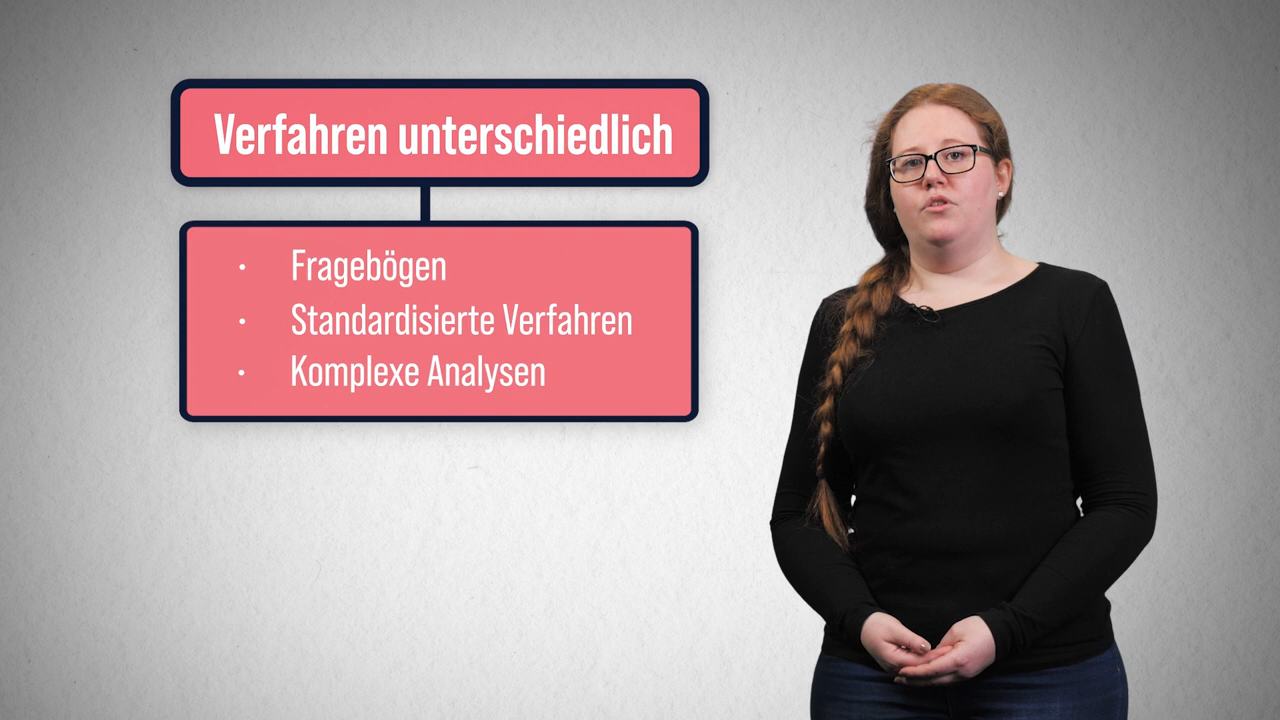 Verfahren unterschiedlich
· Fragebögen
· Standardisierte Verfahren
· Komplexe Analysen